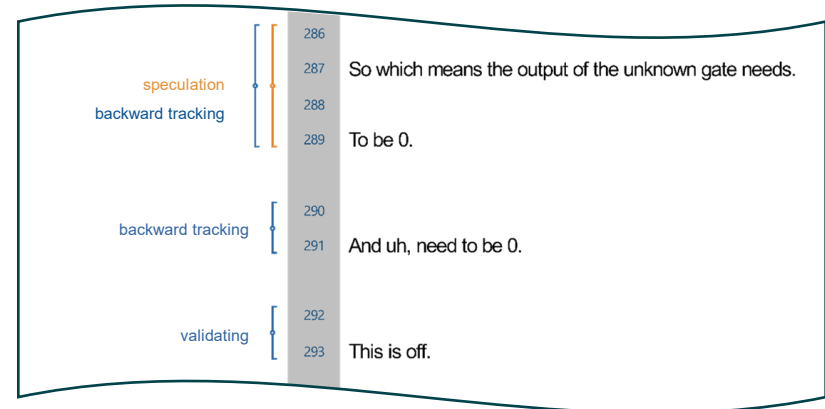 286
speculation
287 So which means the output of the unknown gate needs.
backward tracking
288
289 To be 0.
290
backward tracking
291 And uh, need to be 0.
292
validating
293 This is off.